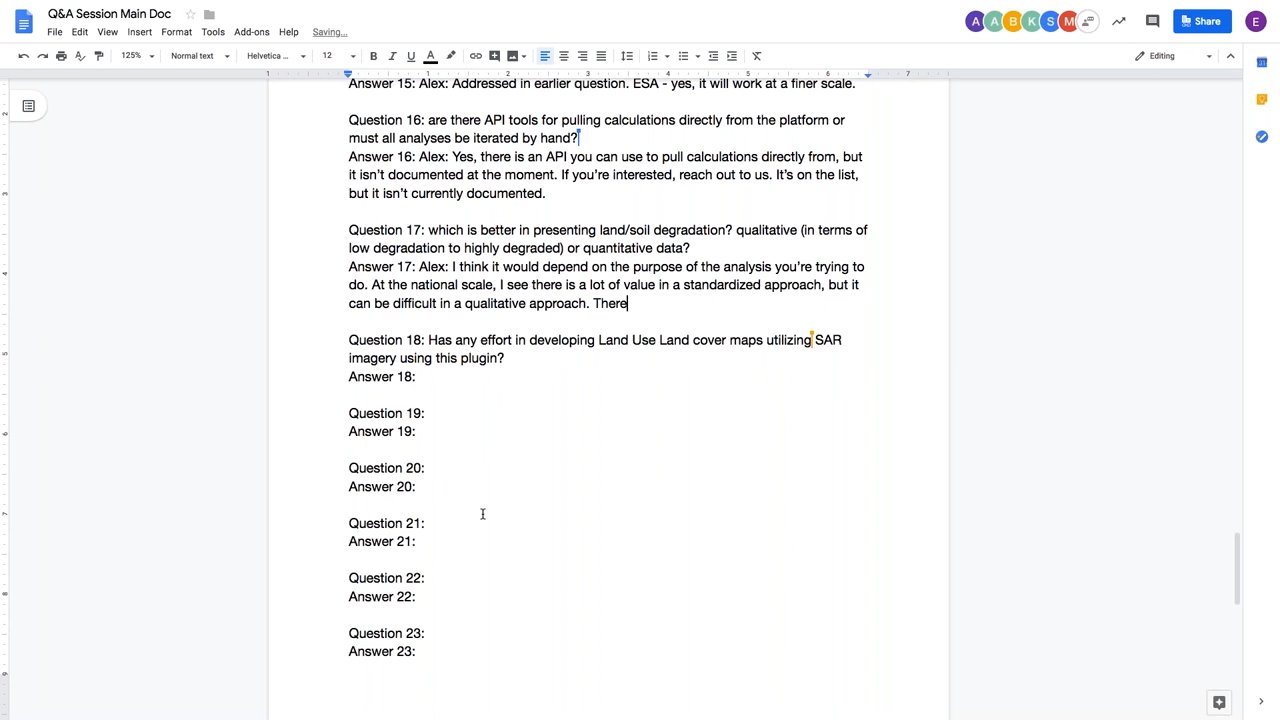 Q&A Session Main Doc
File Edit View Insert Format Tools Add-ons Help Saving...
A A B K S M Share E
125% Normal text Helvetica ... 12 B I U A Editing
1 1 2 3 4 5 6 7
Answer 15: Alex: Addressed in earlier question. ESA - yes, it will work at a finer scale.
Question 16: are there API tools for pulling calculations directly from the platform or
must all analyses be iterated by hand?
Answer 16: Alex: Yes, there is an API you can use to pull calculations directly from, but
it isn’t documented at the moment. If you’re interested, reach out to us. It’s on the list,
but it isn’t currently documented.
Question 17: which is better in presenting land/soil degradation? qualitative (in terms of
low degradation to highly degraded) or quantitative data?
Answer 17: Alex: I think it would depend on the purpose of the analysis you’re trying to
do. At the national scale, I see there is a lot of value in a standardized approach, but it
can be difficult in a qualitative approach. There
Question 18: Has any effort in developing Land Use Land cover maps utilizing SAR
imagery using this plugin?
Answer 18:
Question 19:
Answer 19:
Question 20:
Answer 20:
Question 21:
Answer 21:
Question 22:
Answer 22:
Question 23:
Answer 23: